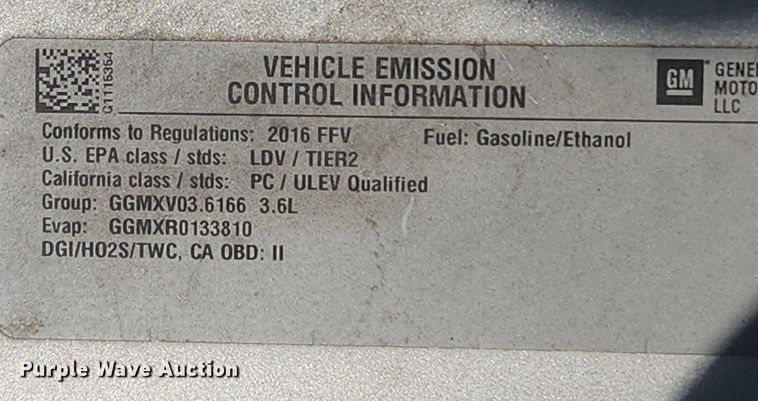 VEHICLE EMISSION
CONTROL INFORMATION
G1115354
GM
GENE
MOTO
LLC
Conforms to Regulations: 2016 FFV Fuel: Gasoline/Ethanol
U.S. EPA class / stds: LDV / TIER2
California class / stds: PC / ULEV Qualified
Group: GGMXV03.6166 3.6L
Evap: GGMXR0133810
DGI/HO2S/TWC, CA OBD: II
Purple Wave Auction